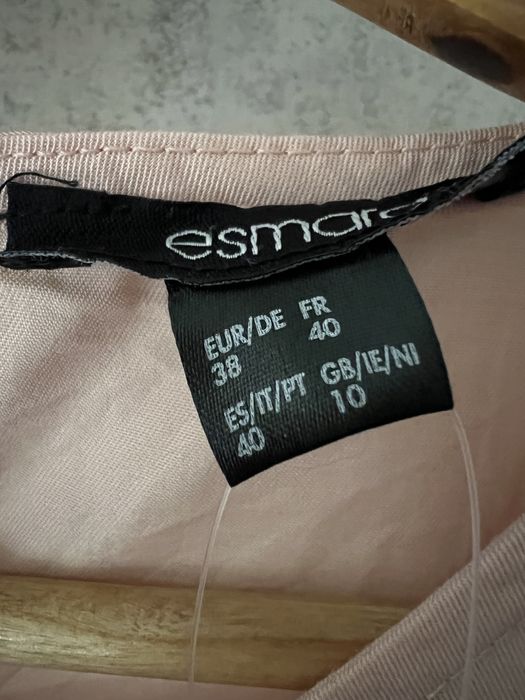 esmara
EUR/DE FR
38 40
ES/IT/PT GB/IE/NI
40 10